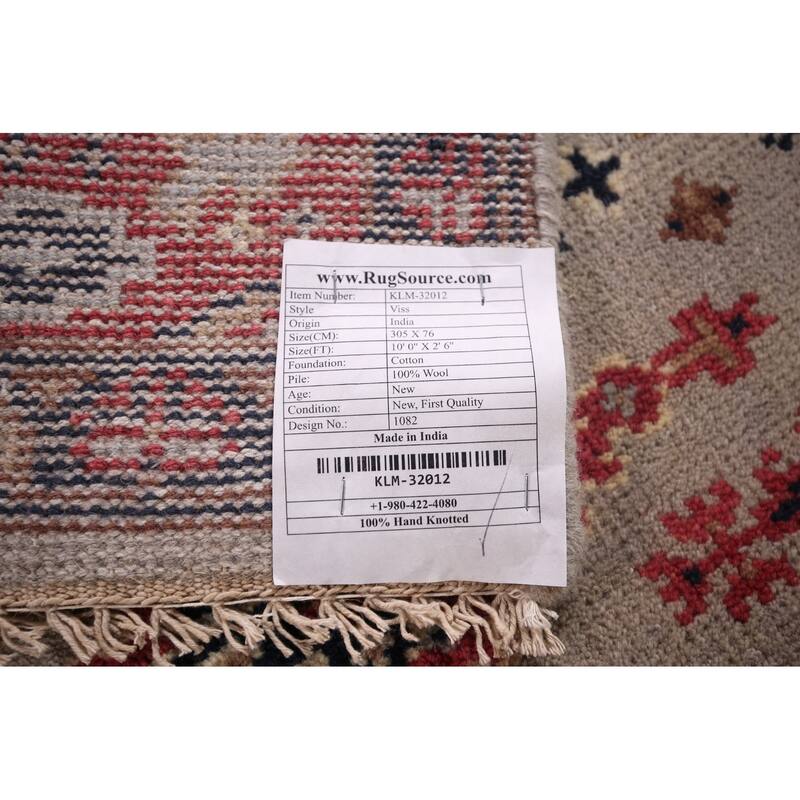 www.RugSource.com
Item Number: KLM-32012
Style Viss
Origin India
Size(CM): 305 X 76
Size(FT): 10' 0" X 2' 6"
Foundation: Cotton
Pile: 100% Wool
Age: New
Condition: New, First Quality
Design No.: 1082
Made in India
KLM-32012
+1-980-422-4080
100% Hand Knotted